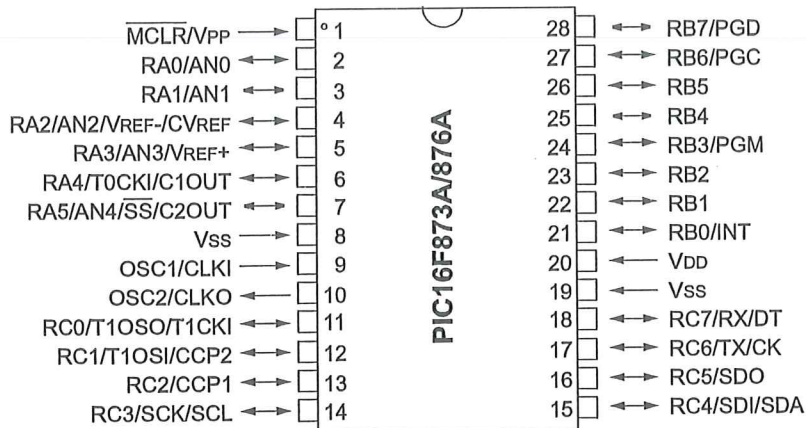 M̅C̅L̅R̅/VPP 1
RA0/AN0 2
RA1/AN1 3
RA2/AN2/VREF-/CVREF 4
RA3/AN3/VREF+ 5
RA4/T0CKI/C1OUT 6
RA5/AN4/S̅S̅/C2OUT 7
VSS 8
OSC1/CLKI 9
OSC2/CLKO 10
RC0/T1OSO/T1CKI 11
RC1/T1OSI/CCP2 12
RC2/CCP1 13
RC3/SCK/SCL 14
PIC16F873A/876A
28 RB7/PGD
27 RB6/PGC
26 RB5
25 RB4
24 RB3/PGM
23 RB2
22 RB1
21 RB0/INT
20 VDD
19 VSS
18 RC7/RX/DT
17 RC6/TX/CK
16 RC5/SDO
15 RC4/SDI/SDA